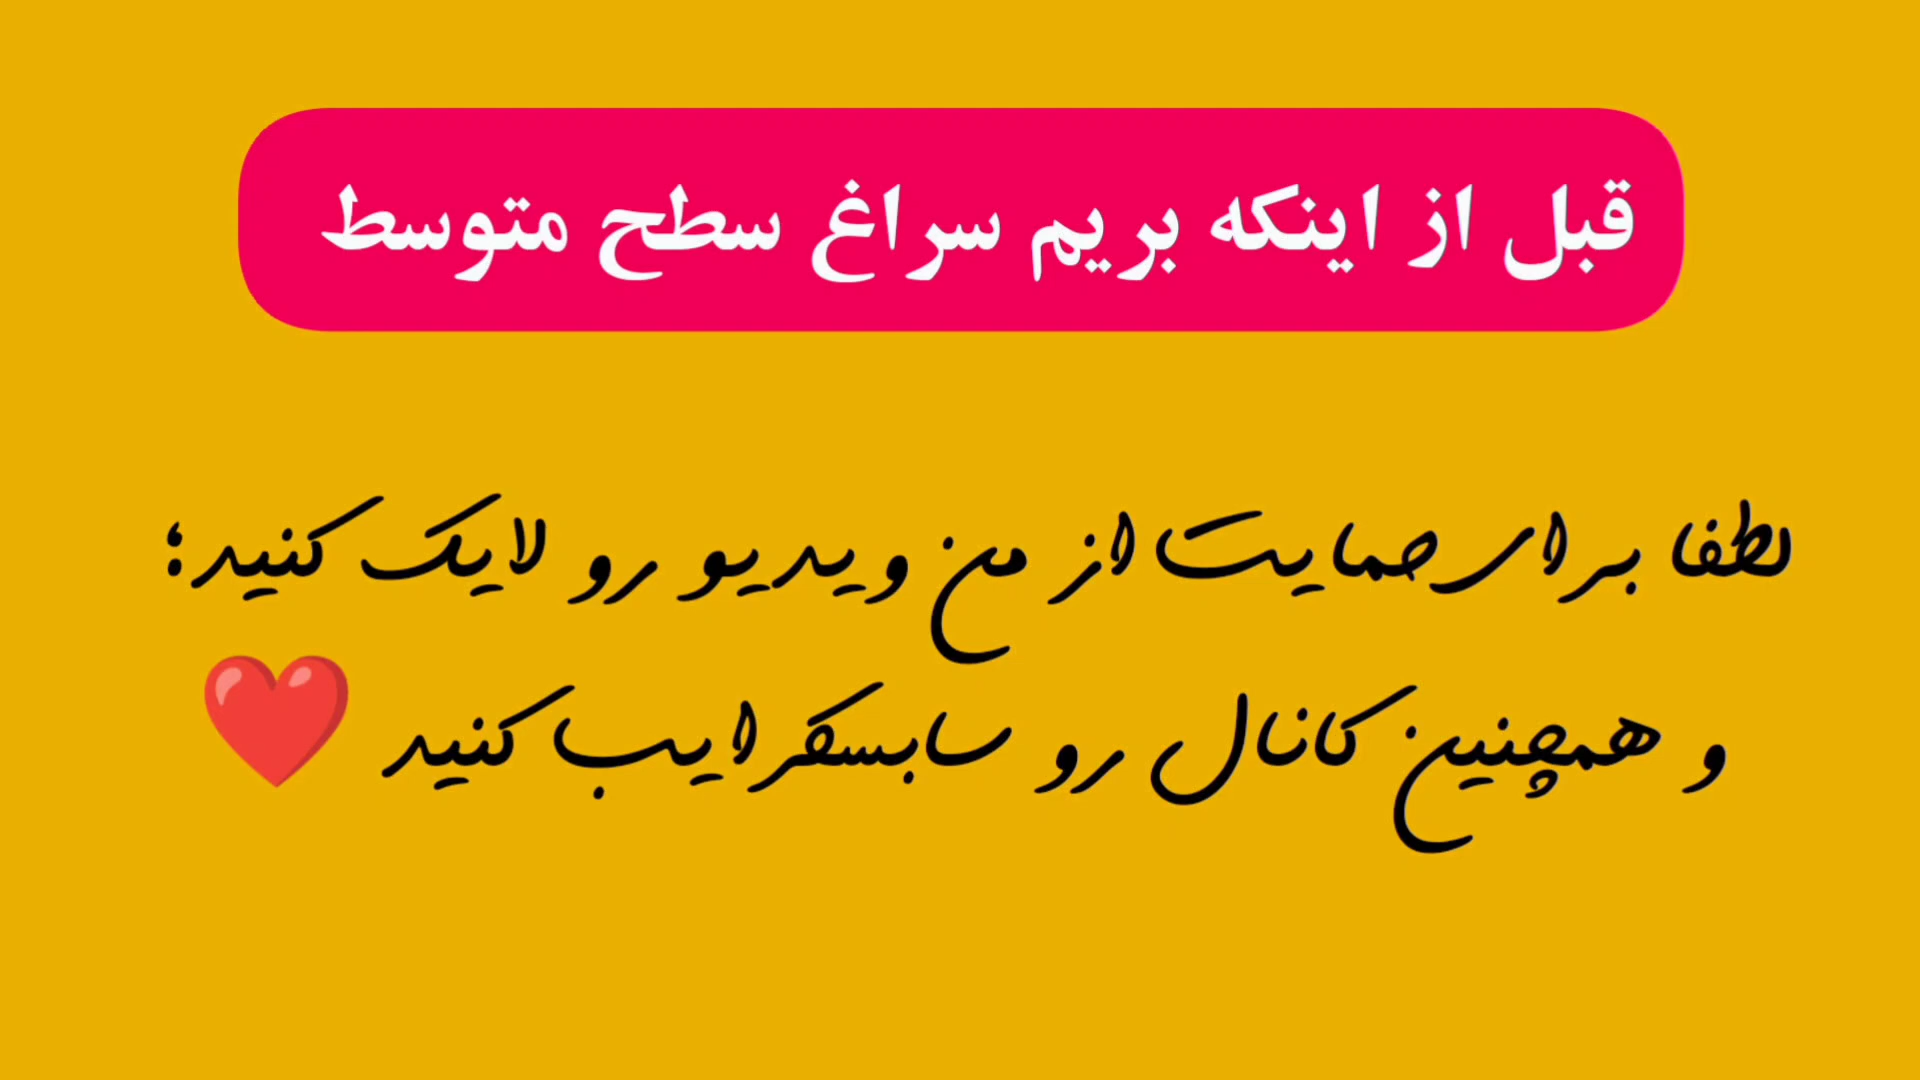 قبل از اینکه بریم سراغ سطح متوسط
لطفا برای حمایت از من ویدیو رو لایک کنید؛
و همچنین کانال رو سابسکرایب کنید ❤️